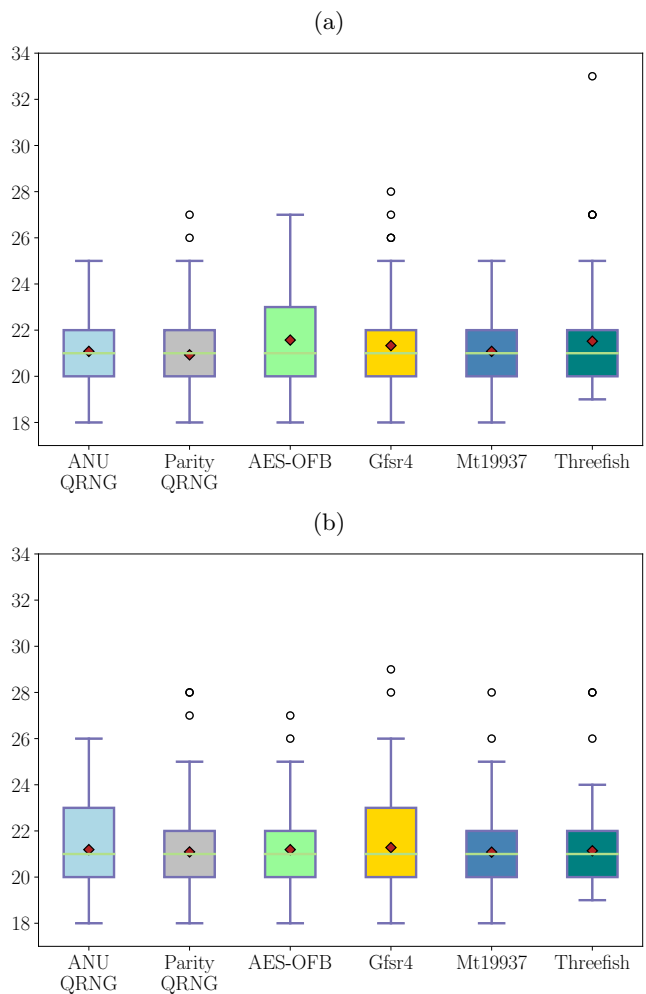 (a)
34
32
30
28
26
24
22
20
18
ANU QRNG
Parity QRNG
AES-OFB
Gfsr4
Mt19937
Threefish
(b)
34
32
30
28
26
24
22
20
18
ANU QRNG
Parity QRNG
AES-OFB
Gfsr4
Mt19937
Threefish